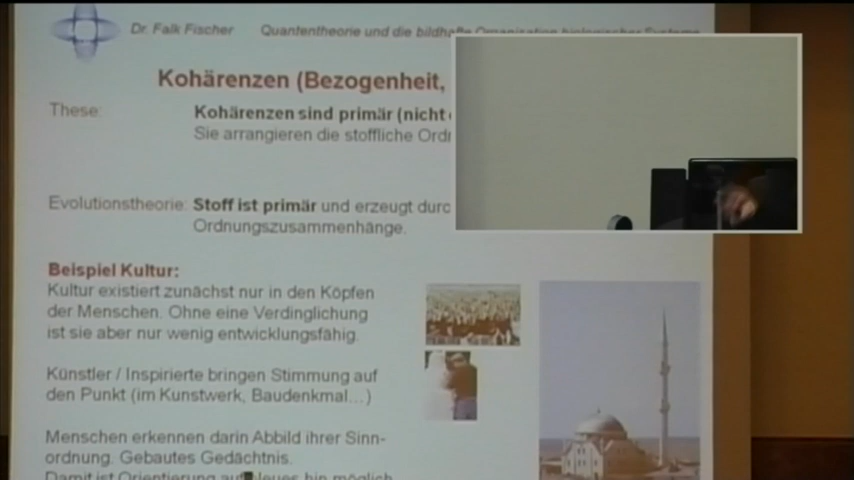 Dr. Falk Fischer Quantentheorie und die bildhafte Organisation biologischer Systeme
Kohärenzen (Bezogenheit,
These: Kohärenzen sind primär (nicht
Sie arrangieren die stoffliche Ord
Evolutionstheorie: Stoff ist primär und erzeugt durc
Ordnungszusammenhänge.
Beispiel Kultur:
Kultur existiert zunächst nur in den Köpfen
der Menschen. Ohne eine Verdinglichung
ist sie aber nur wenig entwicklungsfähig.
Künstler / Inspirierte bringen Stimmung auf
den Punkt (im Kunstwerk, Baudenkmal...)
Menschen erkennen darin Abbild ihrer Sinn-
ordnung. Gebautes Gedächtnis.
Damit ist Orientierung auf Neues hin möglich